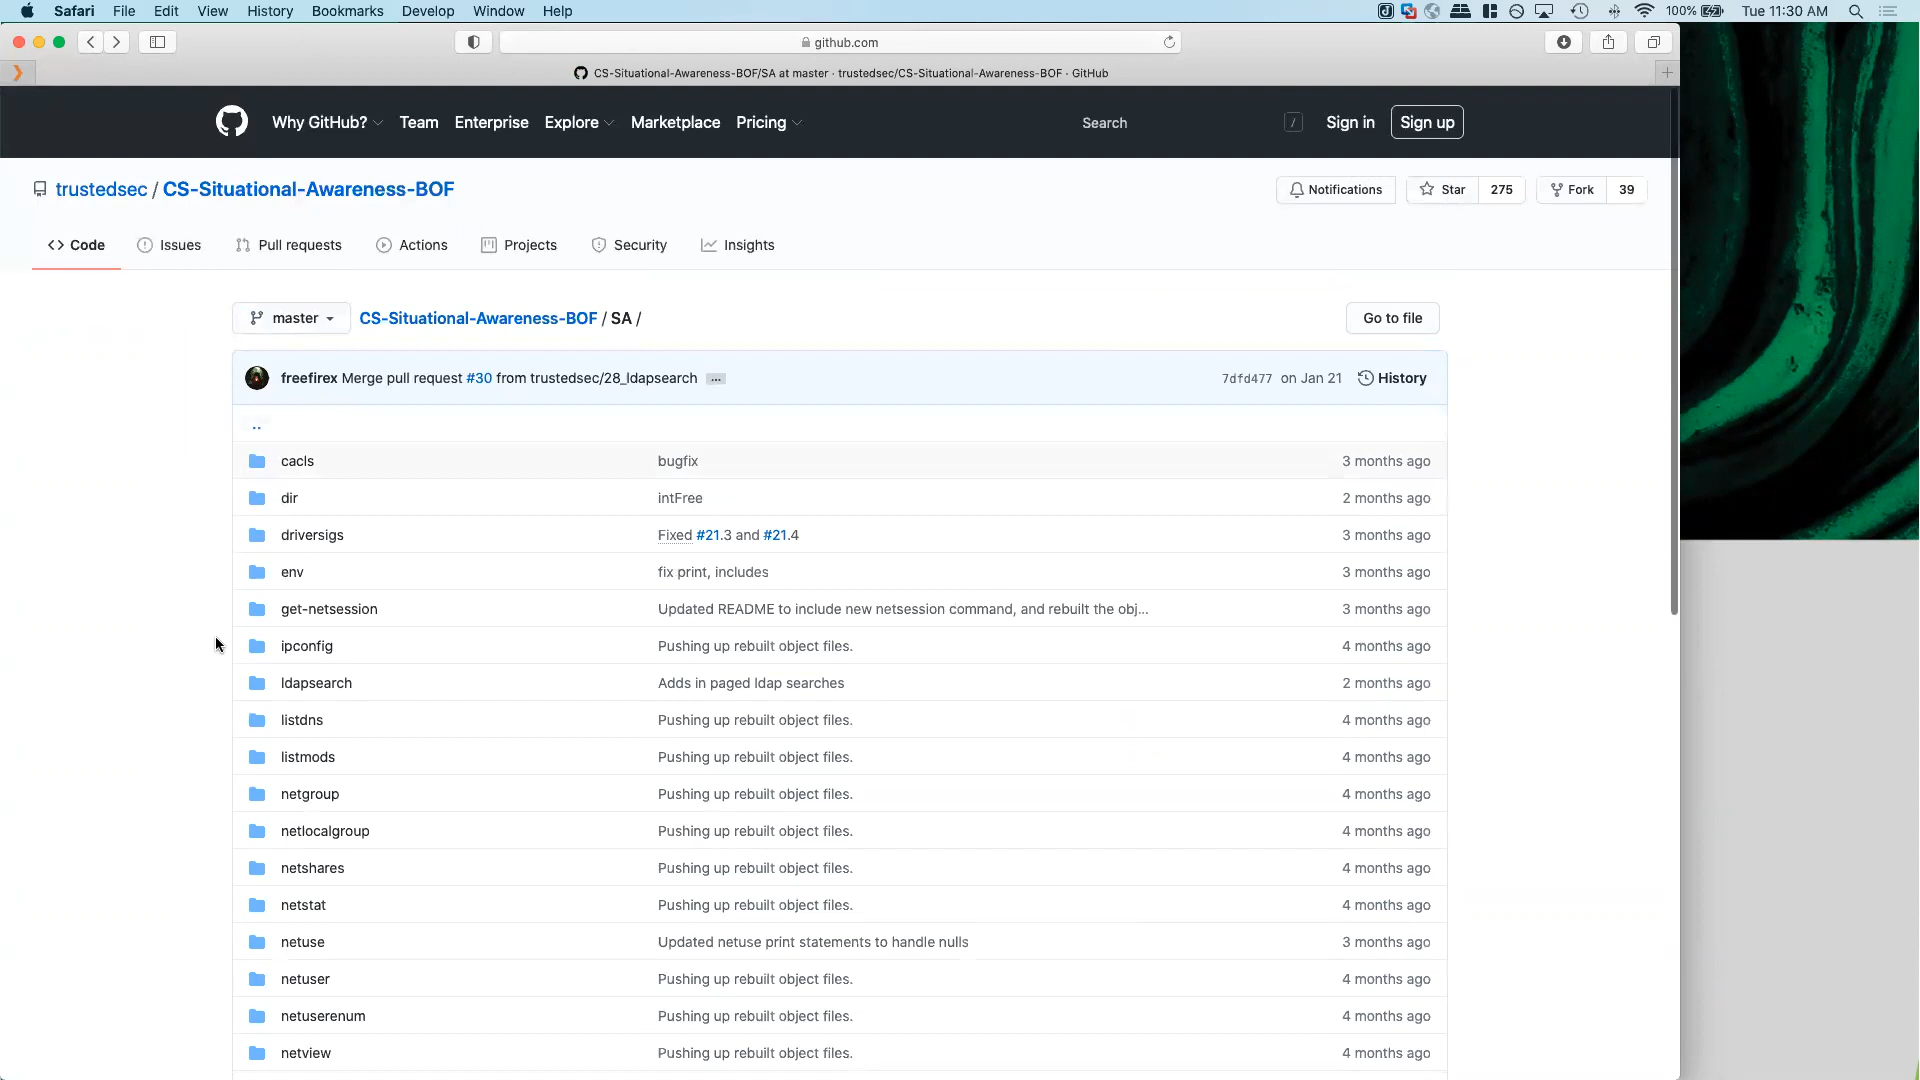 Safari File Edit View History Bookmarks Develop Window Help 100% Tue 11:30 AM
github.com
CS-Situational-Awareness-BOF/SA at master · trustedsec/CS-Situational-Awareness-BOF · GitHub
Why GitHub? Team Enterprise Explore Marketplace Pricing Search / Sign in Sign up
trustedsec / CS-Situational-Awareness-BOF Notifications Star 275 Fork 39
Code Issues Pull requests Actions Projects Security Insights
master CS-Situational-Awareness-BOF / SA / Go to file
freefirex Merge pull request #30 from trustedsec/28_ldapsearch ... 7dfd477 on Jan 21 History
..
cacls bugfix 3 months ago
dir intFree 2 months ago
driversigs Fixed #21.3 and #21.4 3 months ago
env fix print, includes 3 months ago
get-netsession Updated README to include new netsession command, and rebuilt the obj... 3 months ago
ipconfig Pushing up rebuilt object files. 4 months ago
ldapsearch Adds in paged ldap searches 2 months ago
listdns Pushing up rebuilt object files. 4 months ago
listmods Pushing up rebuilt object files. 4 months ago
netgroup Pushing up rebuilt object files. 4 months ago
netlocalgroup Pushing up rebuilt object files. 4 months ago
netshares Pushing up rebuilt object files. 4 months ago
netstat Pushing up rebuilt object files. 4 months ago
netuse Updated netuse print statements to handle nulls 3 months ago
netuser Pushing up rebuilt object files. 4 months ago
netuserenum Pushing up rebuilt object files. 4 months ago
netview Pushing up rebuilt object files. 4 months ago